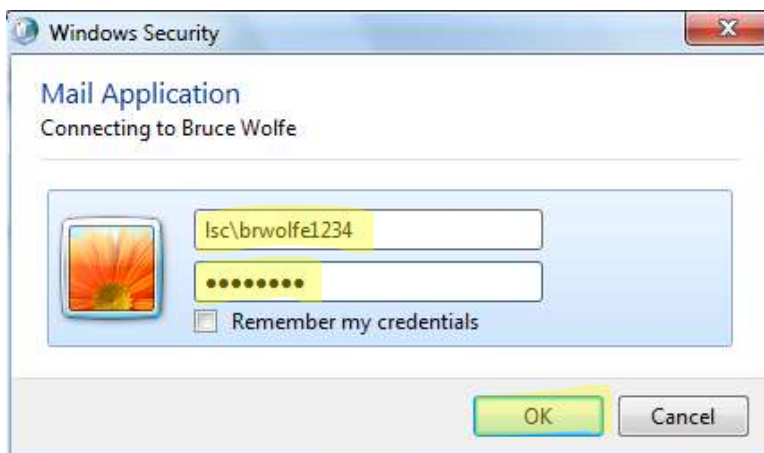 Windows Security
Mail Application
Connecting to Bruce Wolfe
lsc\brwolfe1234
●●●●●●●●
Remember my credentials
OK
Cancel